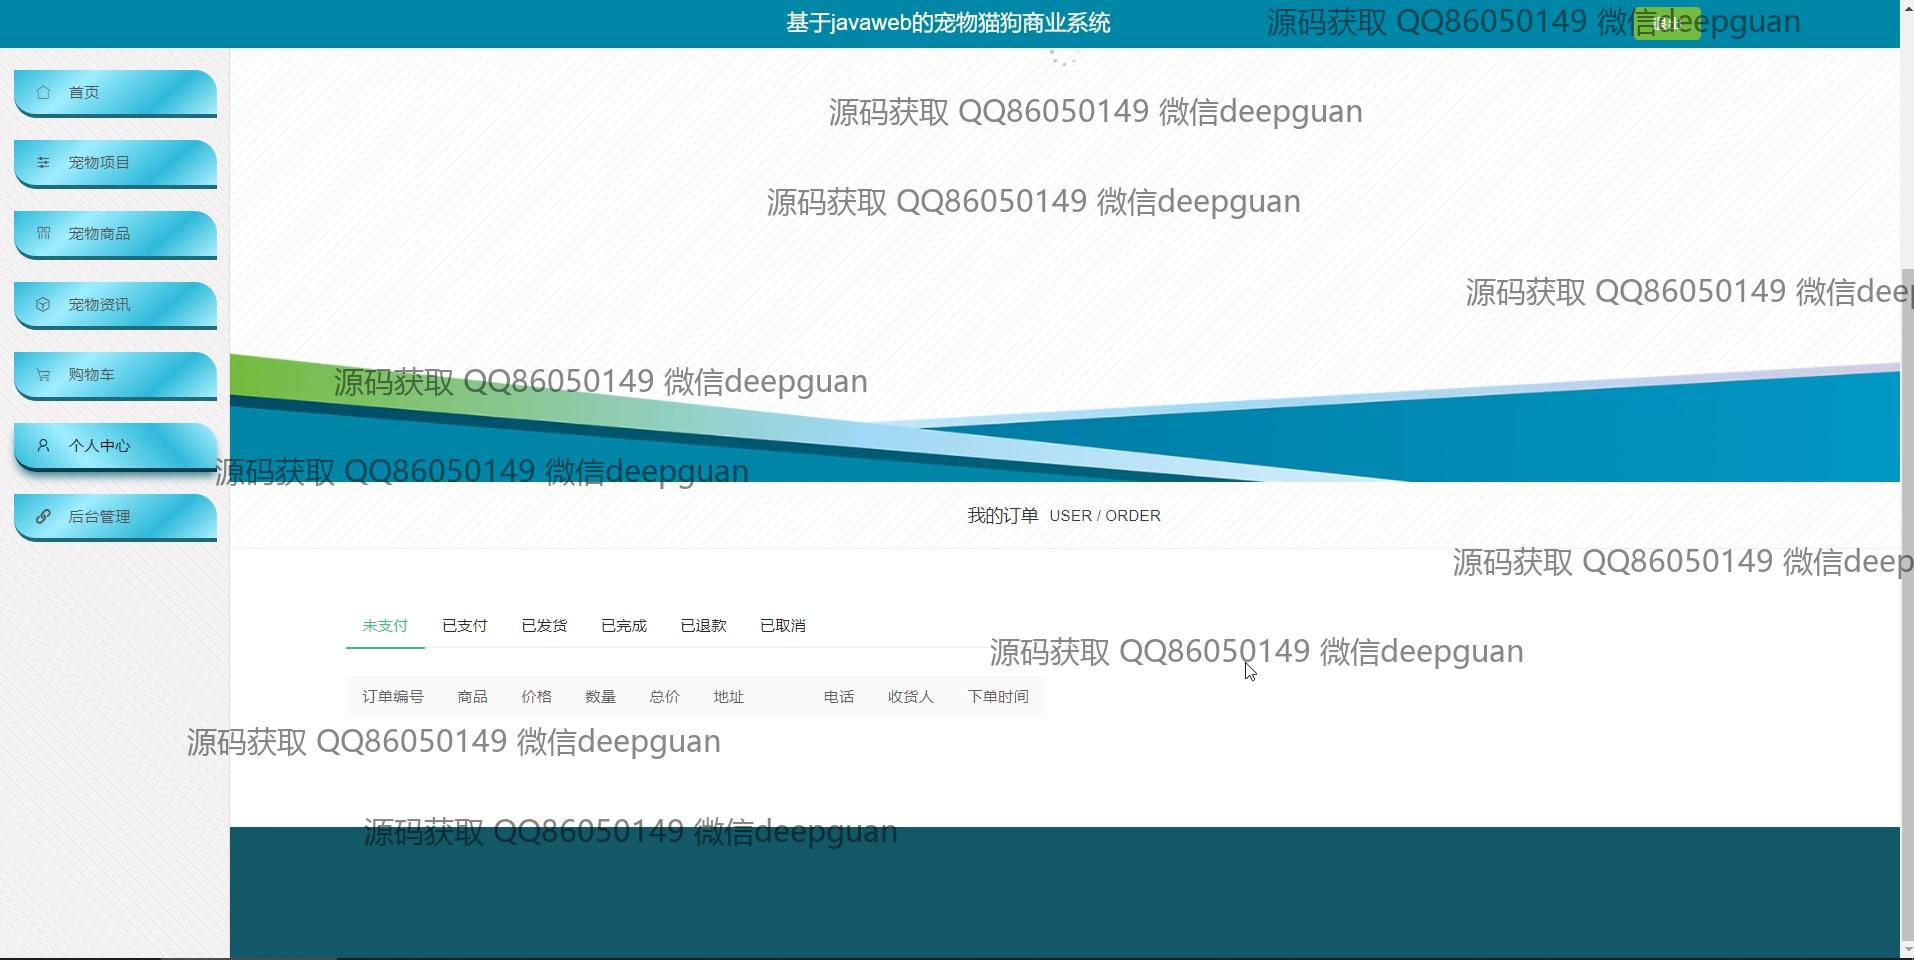 基于javaweb的宠物猫狗商业系统
源码获取 QQ86050149 微信deepguan
首页
源码获取 QQ86050149 微信deepguan
宠物项目
源码获取 QQ86050149 微信deepguan
宠物商品
宠物资讯
源码获取 QQ86050149 微信deep
购物车
源码获取 QQ86050149 微信deepguan
个人中心
源码获取 QQ86050149 微信deepguan
后台管理
我的订单 USER / ORDER
源码获取 QQ86050149 微信deep
未支付 已支付 已发货 已完成 已退款 已取消
源码获取 QQ86050149 微信deepguan
订单编号 商品 价格 数量 总价 地址 电话 收货人 下单时间
源码获取 QQ86050149 微信deepguan
源码获取 QQ86050149 微信deepguan